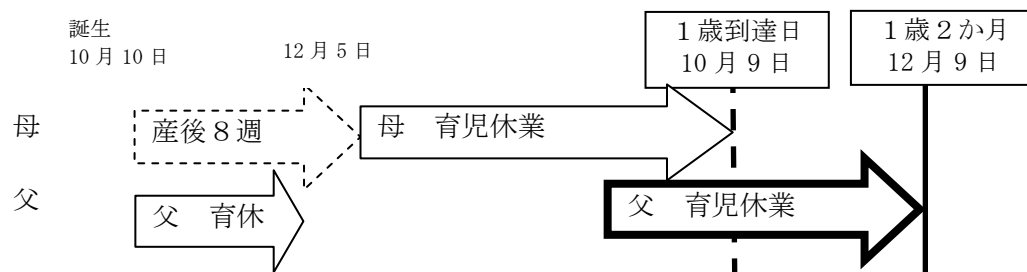 誕生
10月10日
12月5日
1歳到達日
10月9日
1歳2か月
12月9日
母
産後8週
母 育児休業
父
父 育休
父 育児休業